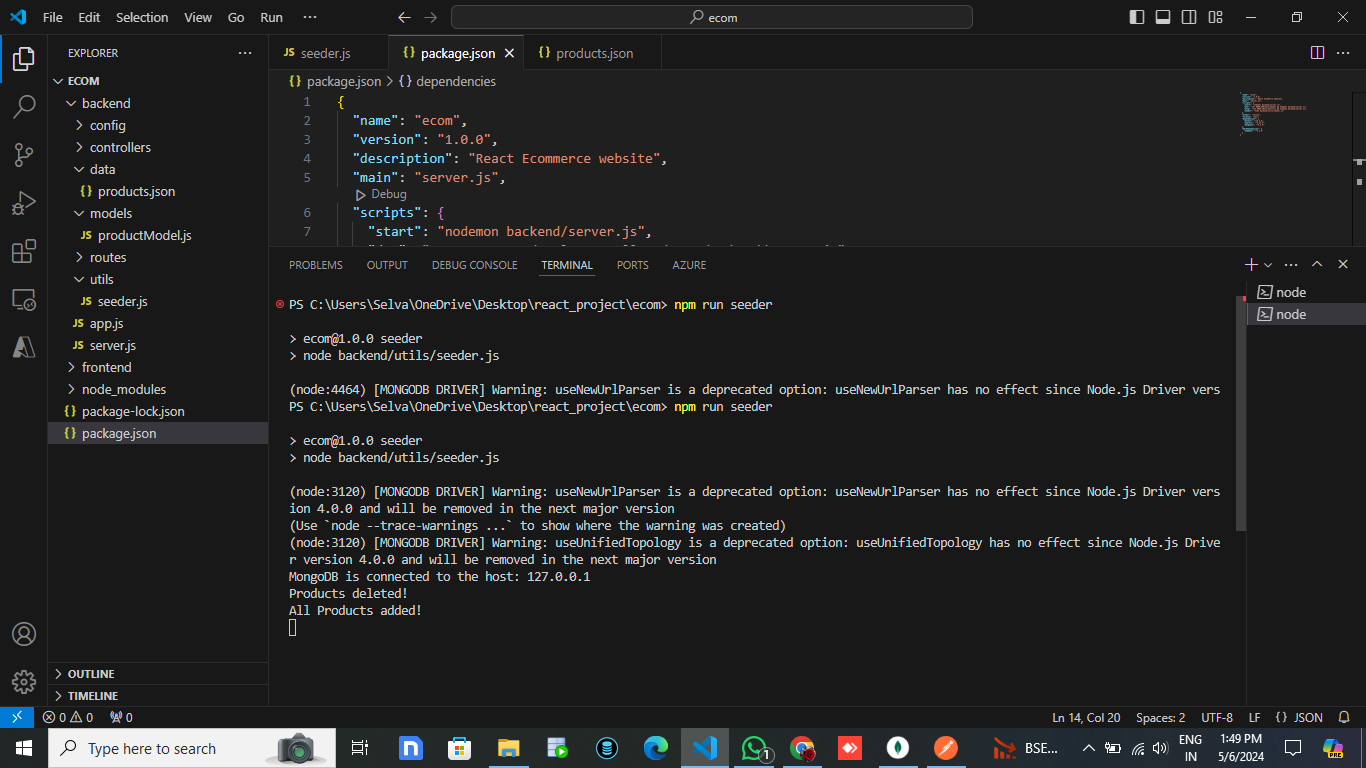 File Edit Selection View Go Run ··· ecom
EXPLORER ···
ECOM
backend
config
controllers
data
{} products.json
models
JS productModel.js
routes
utils
JS seeder.js
JS app.js
JS server.js
frontend
node_modules
{} package-lock.json
{} package.json
OUTLINE
TIMELINE
JS seeder.js {} package.json {} products.json ···
{} package.json > {} dependencies
1 {
2 "name": "ecom",
3 "version": "1.0.0",
4 "description": "React Ecommerce website",
5 "main": "server.js",
Debug
6 "scripts": {
7 "start": "nodemon backend/server.js",
PROBLEMS OUTPUT DEBUG CONSOLE TERMINAL PORTS AZURE
node
node
PS C:\Users\Selva\OneDrive\Desktop\react_project\ecom> npm run seeder
> ecom@1.0.0 seeder
> node backend/utils/seeder.js
(node:4464) [MONGODB DRIVER] Warning: useNewUrlParser is a deprecated option: useNewUrlParser has no effect since Node.js Driver vers
PS C:\Users\Selva\OneDrive\Desktop\react_project\ecom> npm run seeder
> ecom@1.0.0 seeder
> node backend/utils/seeder.js
(node:3120) [MONGODB DRIVER] Warning: useNewUrlParser is a deprecated option: useNewUrlParser has no effect since Node.js Driver vers
ion 4.0.0 and will be removed in the next major version
(Use `node --trace-warnings ...` to show where the warning was created)
(node:3120) [MONGODB DRIVER] Warning: useUnifiedTopology is a deprecated option: useUnifiedTopology has no effect since Node.js Drive
r version 4.0.0 and will be removed in the next major version
MongoDB is connected to the host: 127.0.0.1
Products deleted!
All Products added!
0 0 0 Ln 14, Col 20 Spaces: 2 UTF-8 LF {} JSON
Type here to search
1
BSE...
ENG
IN
1:49 PM
5/6/2024
PRE